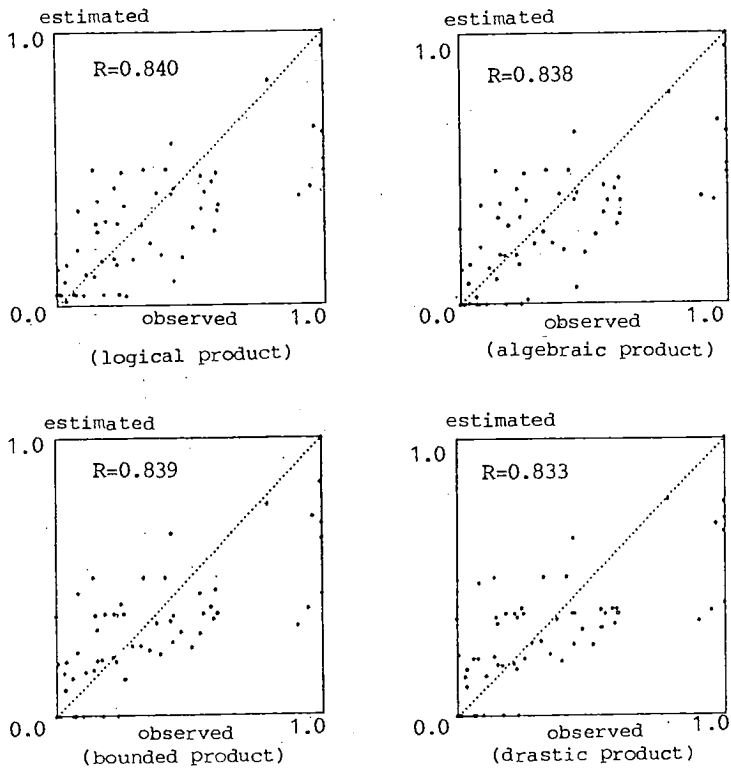 estimated
1.0
R=0.840
0.0
observed
1.0
(logical product)
estimated
1.0
R=0.838
0.0
observed
1.0
(algebraic product)
estimated
1.0
R=0.839
0.0
observed
1.0
(bounded product)
estimated
1.0
R=0.833
0.0
observed
1.0
(drastic product)